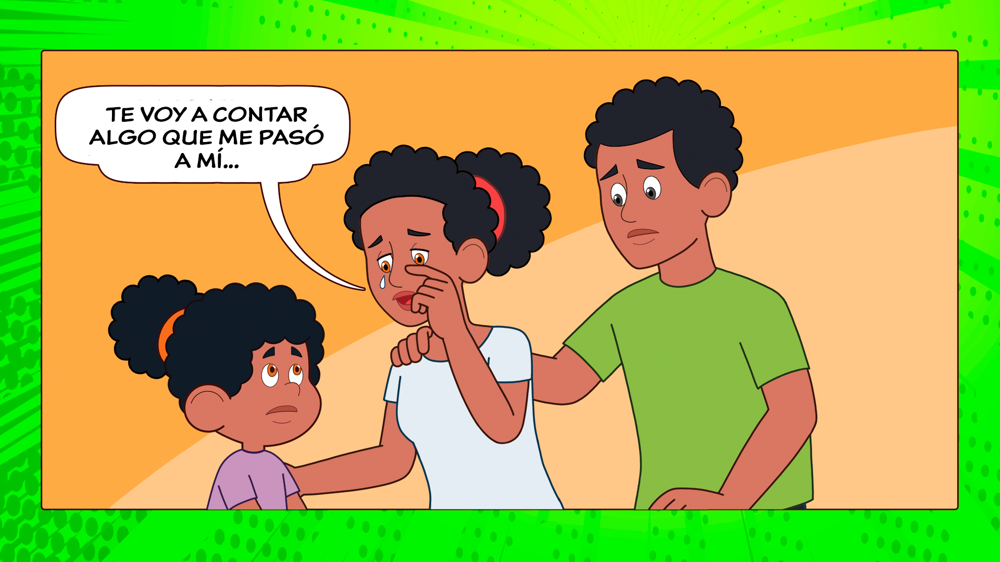 TE VOY A CONTAR
ALGO QUE ME PASÓ
A MÍ...